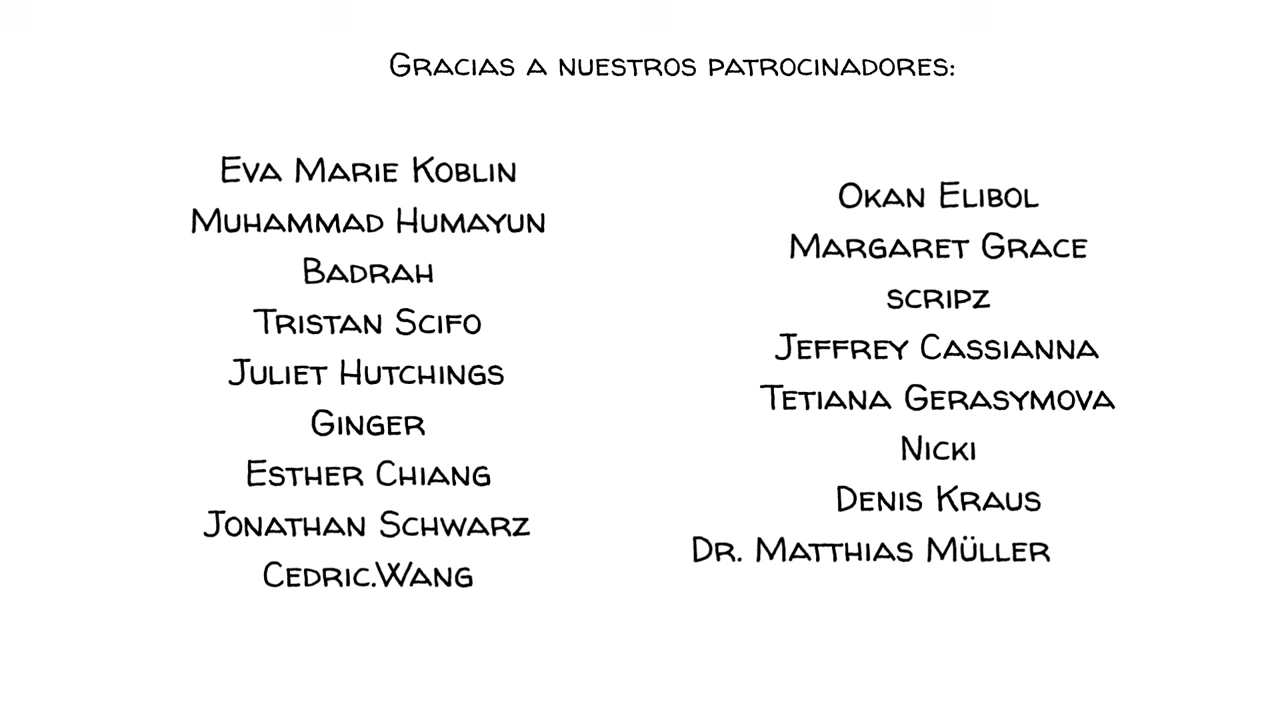 Gracias a nuestros patrocinadores:
Eva Marie Koblin
Muhammad Humayun
Badrah
Tristan Scifo
Juliet Hutchings
Ginger
Esther Chiang
Jonathan Schwarz
Cedric.Wang
Okan Elibol
Margaret Grace
scripz
Jeffrey Cassianna
Tetiana Gerasymova
Nicki
Denis Kraus
Dr. Matthias Müller